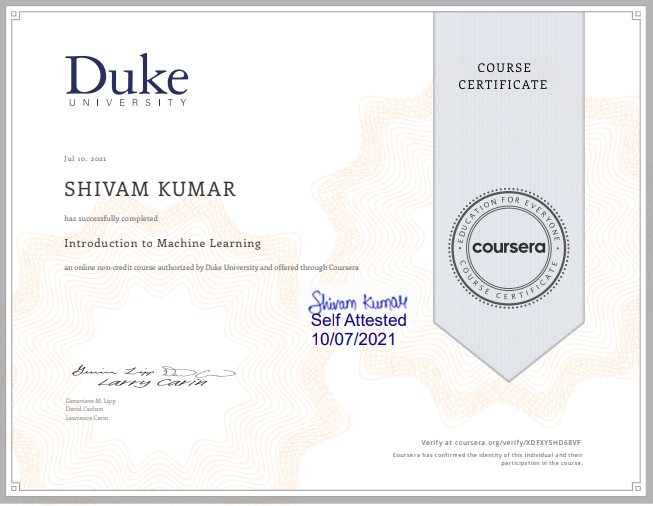 Duke
UNIVERSITY
COURSE
CERTIFICATE
Jul 10, 2021
SHIVAM KUMAR
has successfully completed
Introduction to Machine Learning
an online non-credit course authorized by Duke University and offered through Coursera
EDUCATION FOR EVERYONE
coursera
COURSE CERTIFICATE
Shivam Kumar
Self Attested
10/07/2021
Larry Carin
Genevieve M. Lipp
David Carlson
Lawrence Carin
Verify at coursera.org/verify/XDFXY5HD68VF
Coursera has confirmed the identity of this individual and their
participation in the course.